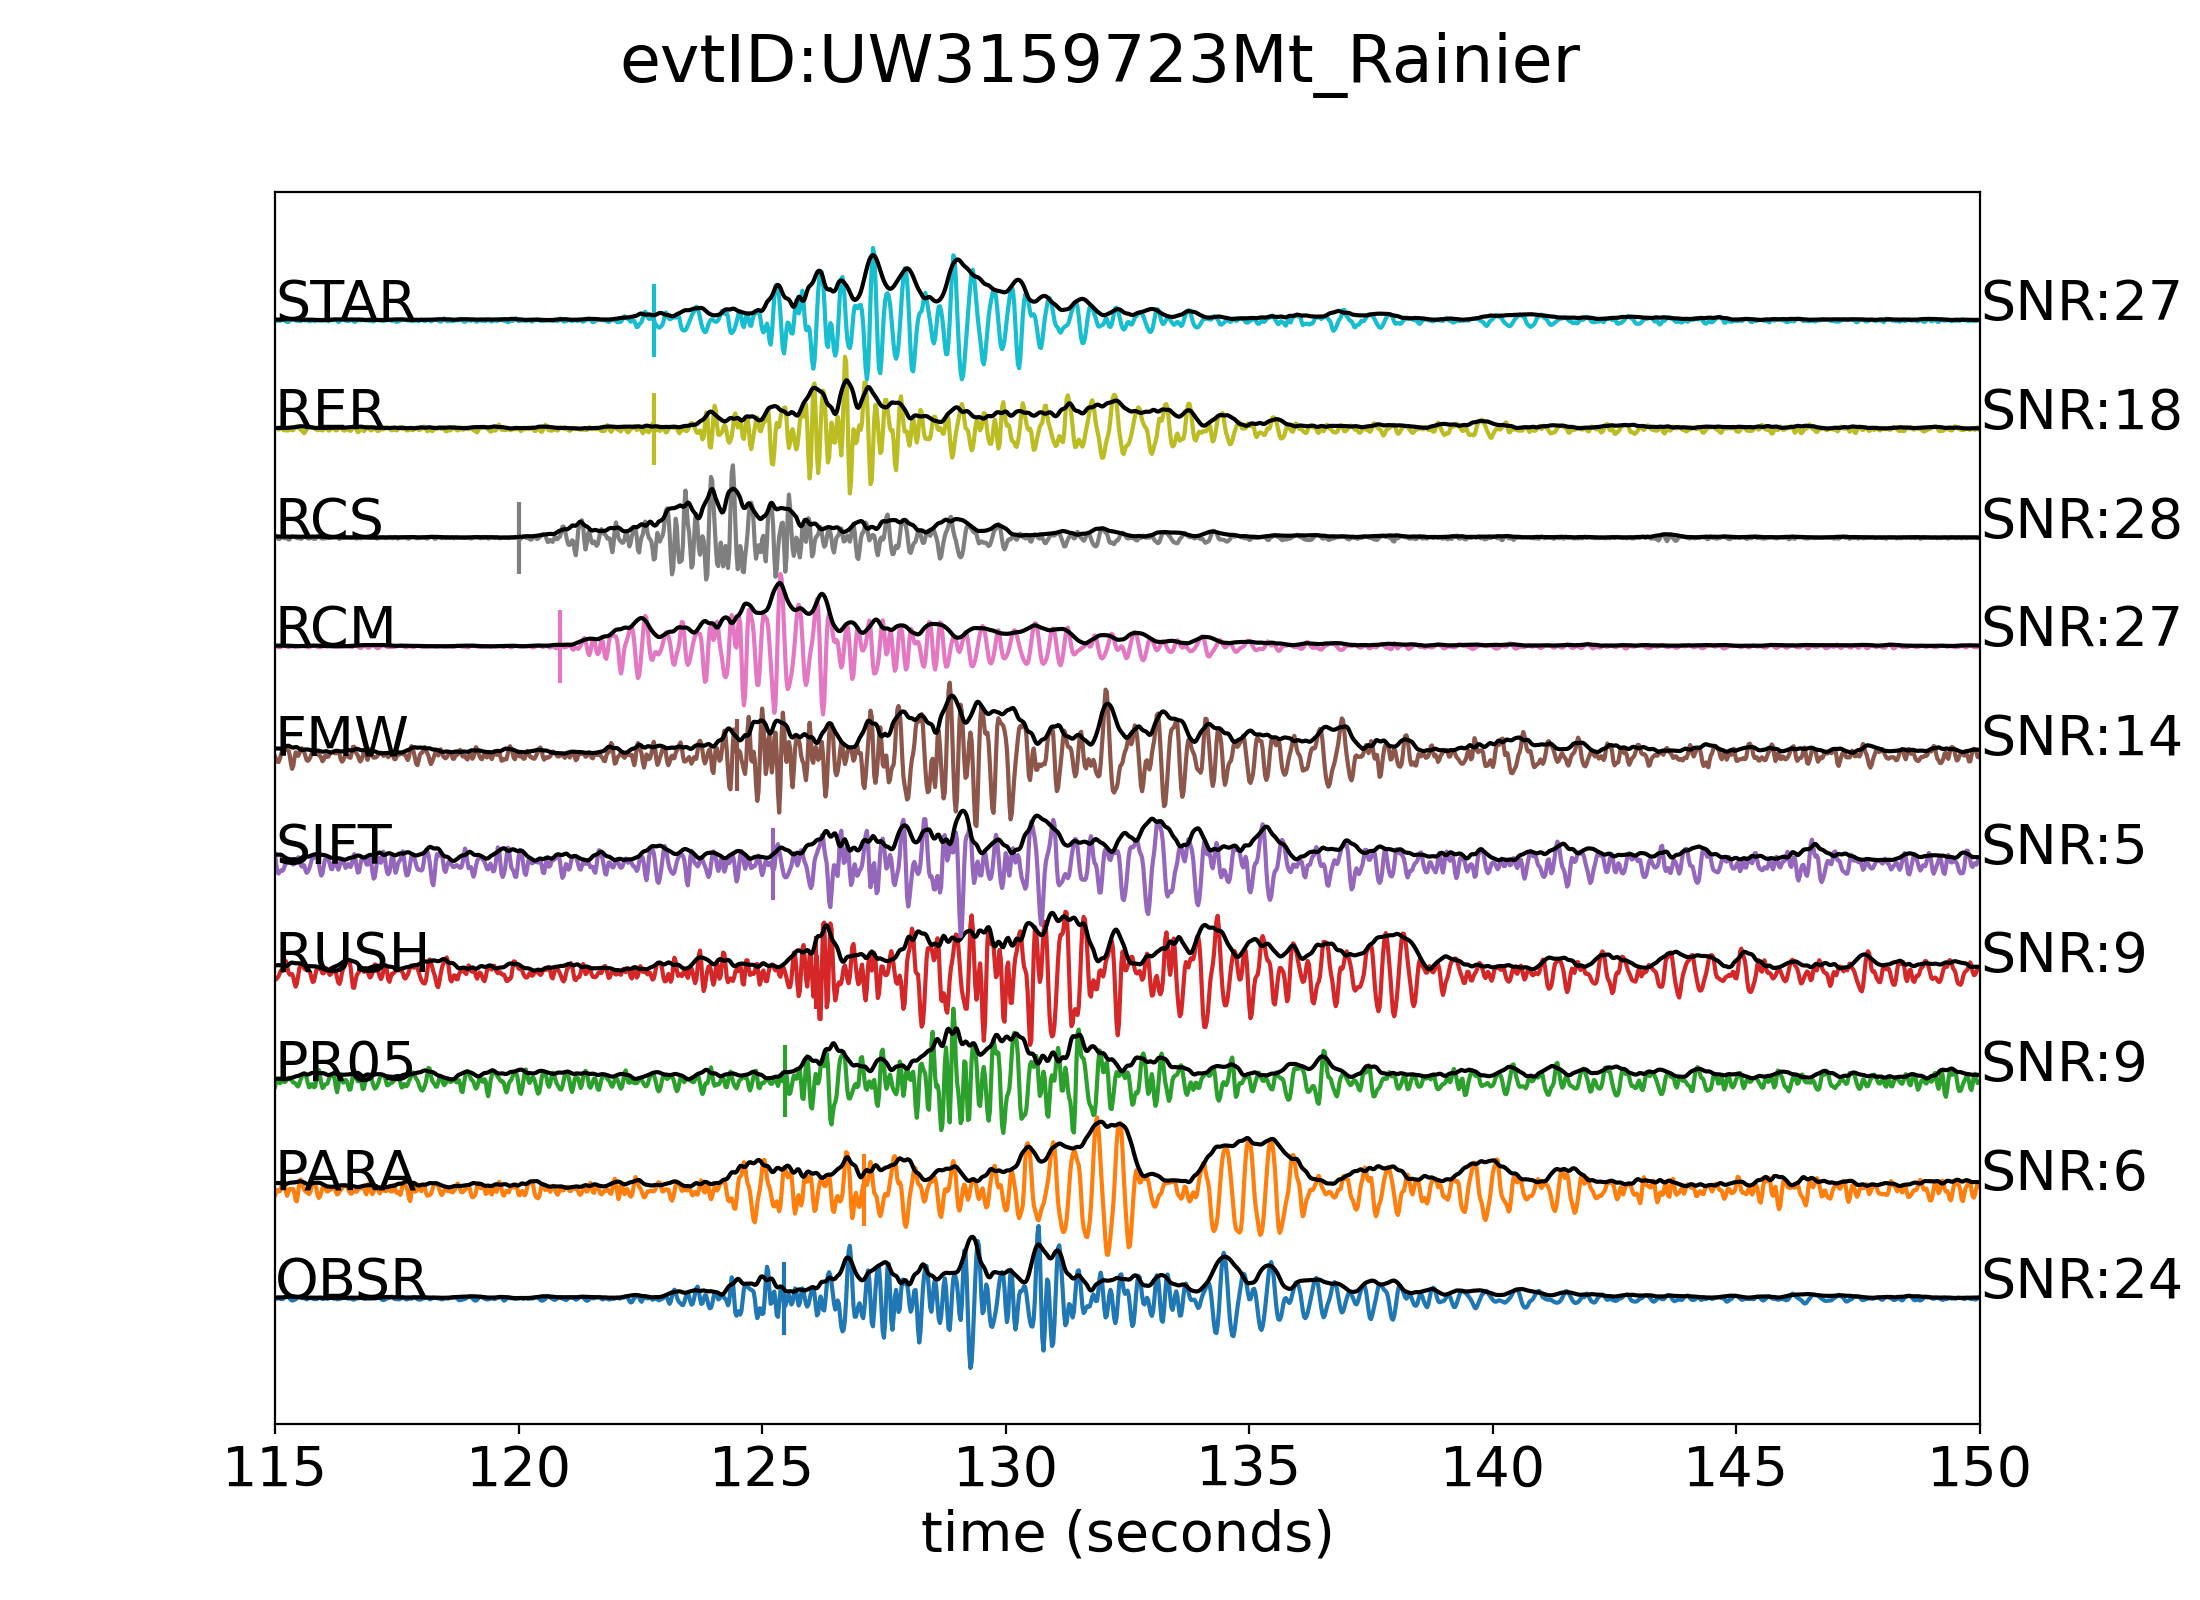 evtID:UW3159723Mt_Rainier
STAR SNR:27
RER SNR:18
RCS SNR:28
RCM SNR:27
FMW SNR:14
SIFT SNR:5
RUSH SNR:9
PR05 SNR:9
PARA SNR:6
OBSR SNR:24
115 120 125 130 135 140 145 150
time (seconds)